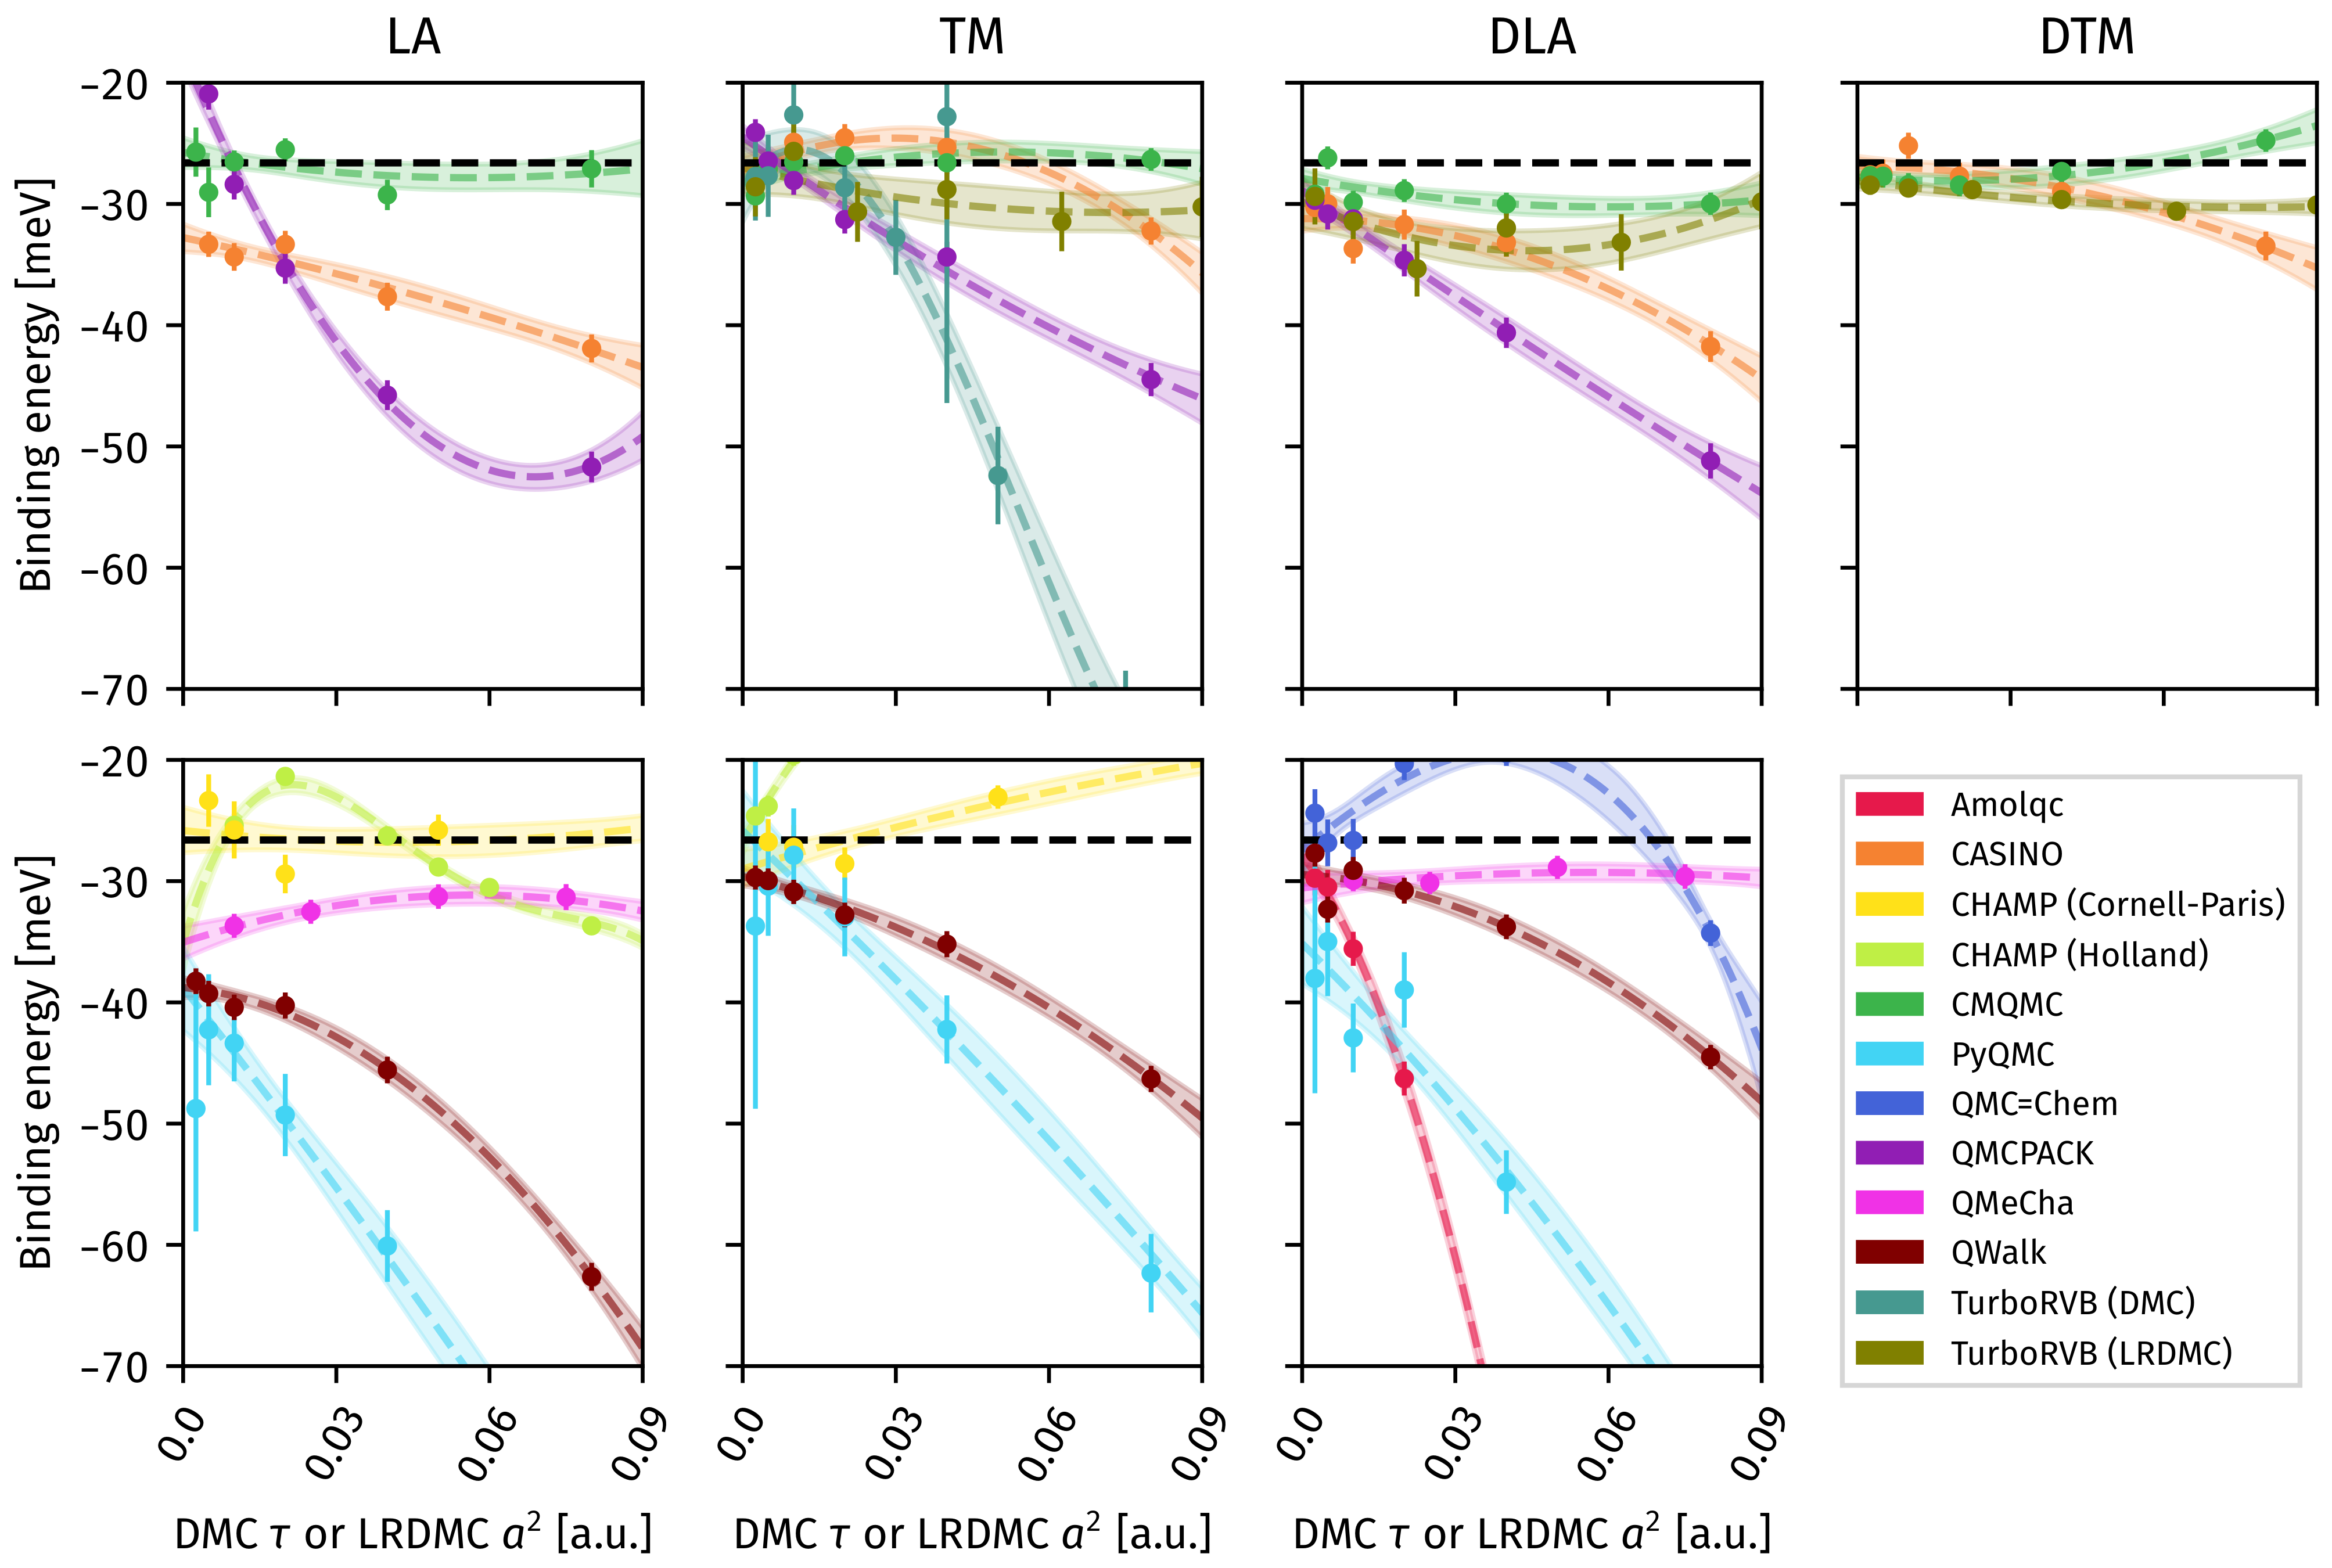 LA TM DLA DTM
Binding energy [meV]
−20
−30
−40
−50
−60
−70
Binding energy [meV]
−20
−30
−40
−50
−60
−70
Amolqc
CASINO
CHAMP (Cornell-Paris)
CHAMP (Holland)
CMQMC
PyQMC
QMC=Chem
QMCPACK
QMeCha
QWalk
TurboRVB (DMC)
TurboRVB (LRDMC)
0.0 0.03 0.06 0.09 0.0 0.03 0.06 0.09 0.0 0.03 0.06 0.09
DMC τ or LRDMC a² [a.u.] DMC τ or LRDMC a² [a.u.] DMC τ or LRDMC a² [a.u.]